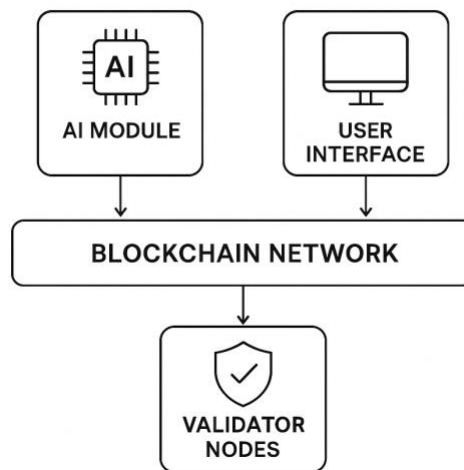 AI
AI MODULE
USER
INTERFACE
BLOCKCHAIN NETWORK
VALIDATOR
NODES